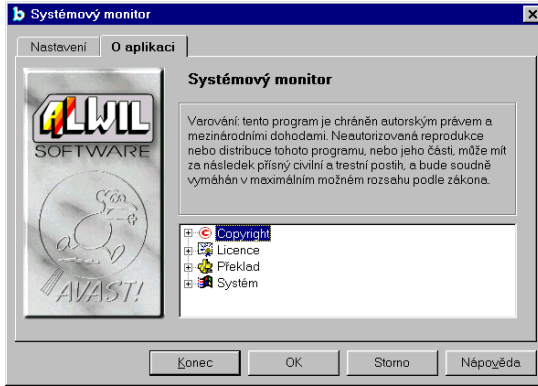 Systémový monitor
Nastavení
O aplikaci
ALWIL
SOFTWARE
AVAST!
Systémový monitor
Varování: tento program je chráněn autorským právem a
mezinárodními dohodami. Neautorizovaná reprodukce
nebo distribuce tohoto programu, nebo jeho části, může mít
za následek přísný civilní a trestní postih, a bude soudně
vymáhán v maximálním možném rozsahu podle zákona.
Copyright
Licence
Překlad
Systém
Konec
OK
Storno
Nápověda